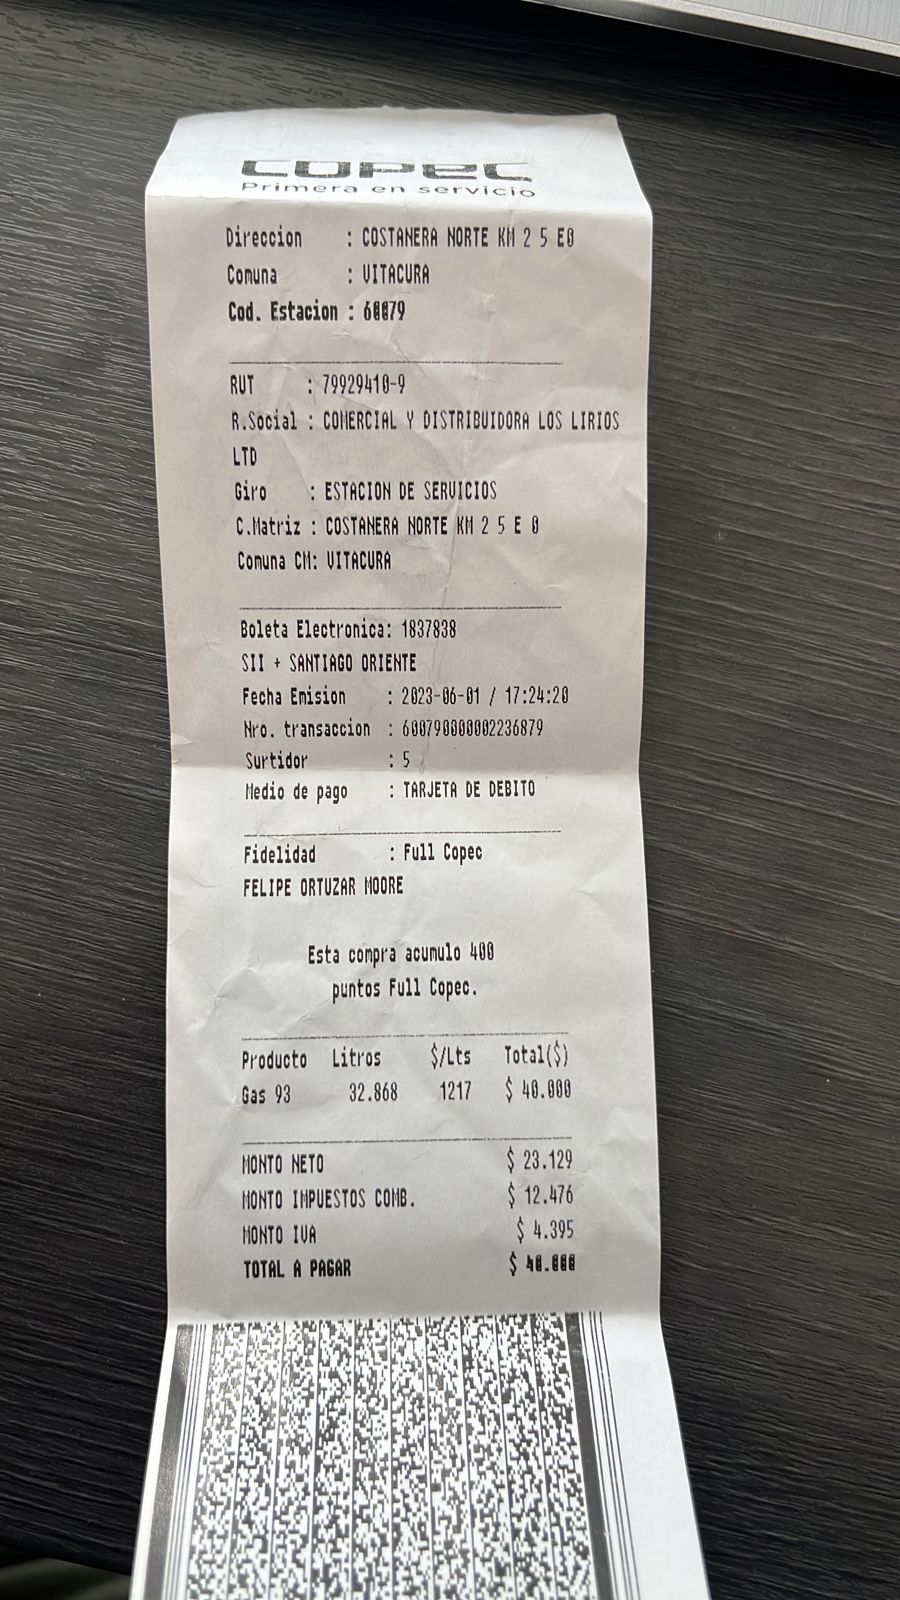 copec
Primera en servicio
Direccion : COSTANERA NORTE KM 2 5 E0
Comuna : VITACURA
Cod. Estacion : 60079
RUT : 79929410-9
R.Social : COMERCIAL Y DISTRIBUIDORA LOS LIRIOS
LTD
Giro : ESTACION DE SERVICIOS
C.Matriz : COSTANERA NORTE KM 2 5 E 0
Comuna CM: VITACURA
Boleta Electronica: 1837838
SII + SANTIAGO ORIENTE
Fecha Emision : 2023-06-01 / 17:24:20
Nro. transaccion : 600790000002236879
Surtidor : 5
Medio de pago : TARJETA DE DEBITO
Fidelidad : Full Copec
FELIPE ORTUZAR MOORE
Esta compra acumulo 400
puntos Full Copec.
Producto Litros $/Lts Total($)
Gas 93 32.868 1217 $ 40.000
MONTO NETO $ 23.129
MONTO IMPUESTOS COMB. $ 12.476
MONTO IVA $ 4.395
TOTAL A PAGAR $ 40.000